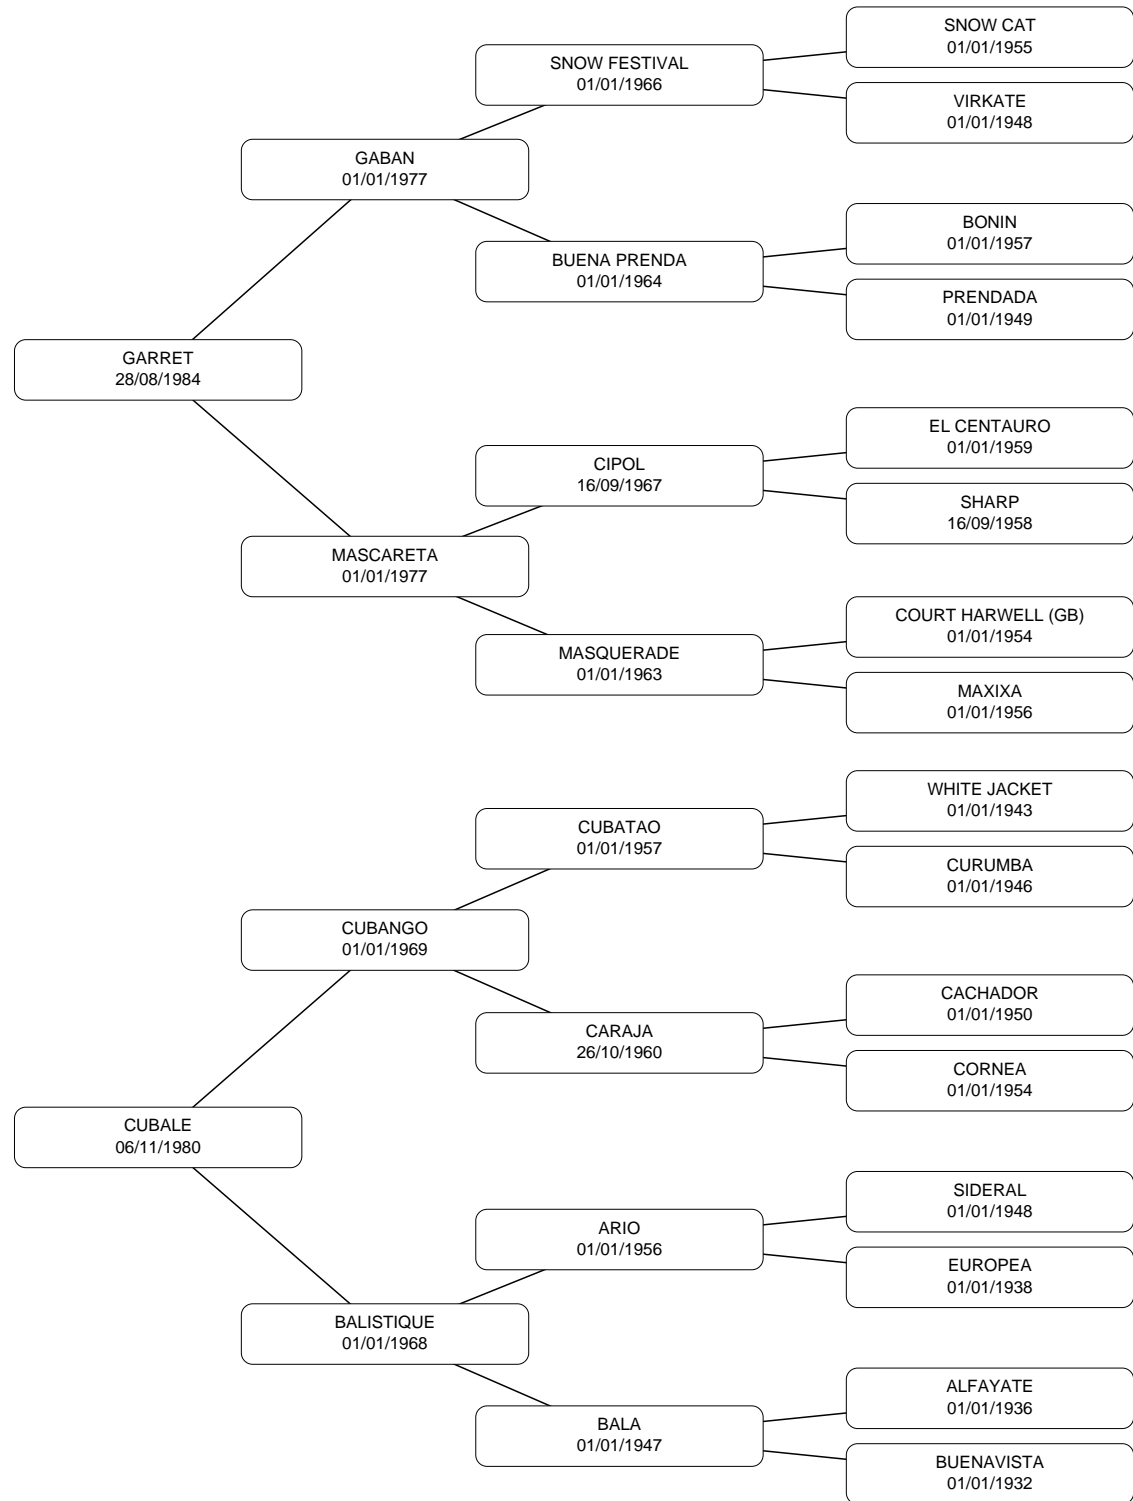 SNOW CAT
01/01/1955
SNOW FESTIVAL
01/01/1966
VIRKATE
01/01/1948
GABAN
01/01/1977
BONIN
01/01/1957
BUENA PRENDA
01/01/1964
PRENDADA
01/01/1949
GARRET
28/08/1984
EL CENTAURO
01/01/1959
CIPOL
16/09/1967
SHARP
16/09/1958
MASCARETA
01/01/1977
COURT HARWELL (GB)
01/01/1954
MASQUERADE
01/01/1963
MAXIXA
01/01/1956
WHITE JACKET
01/01/1943
CUBATAO
01/01/1957
CURUMBA
01/01/1946
CUBANGO
01/01/1969
CACHADOR
01/01/1950
CARAJA
26/10/1960
CORNEA
01/01/1954
CUBALE
06/11/1980
SIDERAL
01/01/1948
ARIO
01/01/1956
EUROPEA
01/01/1938
BALISTIQUE
01/01/1968
ALFAYATE
01/01/1936
BALA
01/01/1947
BUENAVISTA
01/01/1932